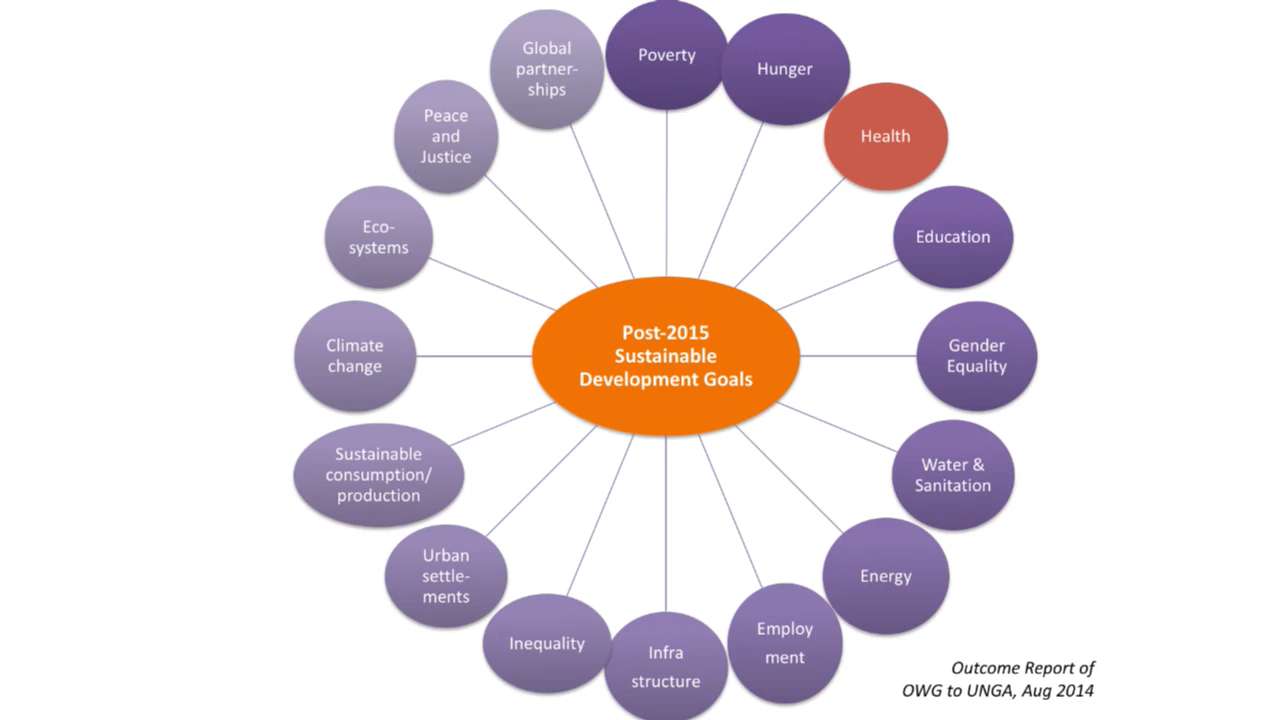 Poverty
Hunger
Health
Education
Gender
Equality
Water &
Sanitation
Energy
Employ
ment
Infra
structure
Inequality
Urban
settle-
ments
Sustainable
consumption/
production
Climate
change
Eco-
systems
Peace
and
Justice
Global
partner-
ships
Post-2015
Sustainable
Development Goals
Outcome Report of
OWG to UNGA, Aug 2014